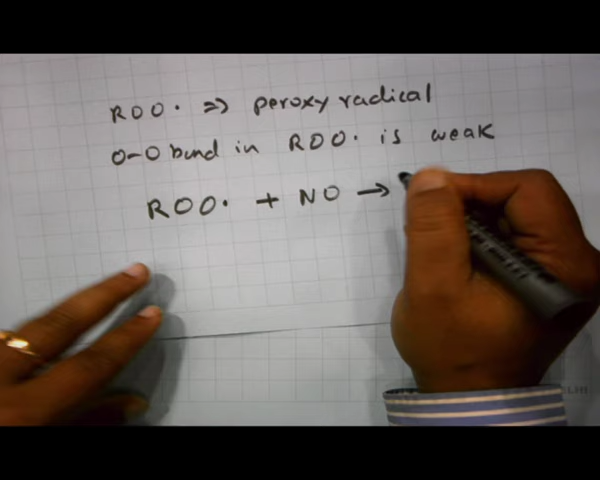 ROO· ⇒ peroxy radical
O-O bond in ROO· is weak
ROO· + NO →